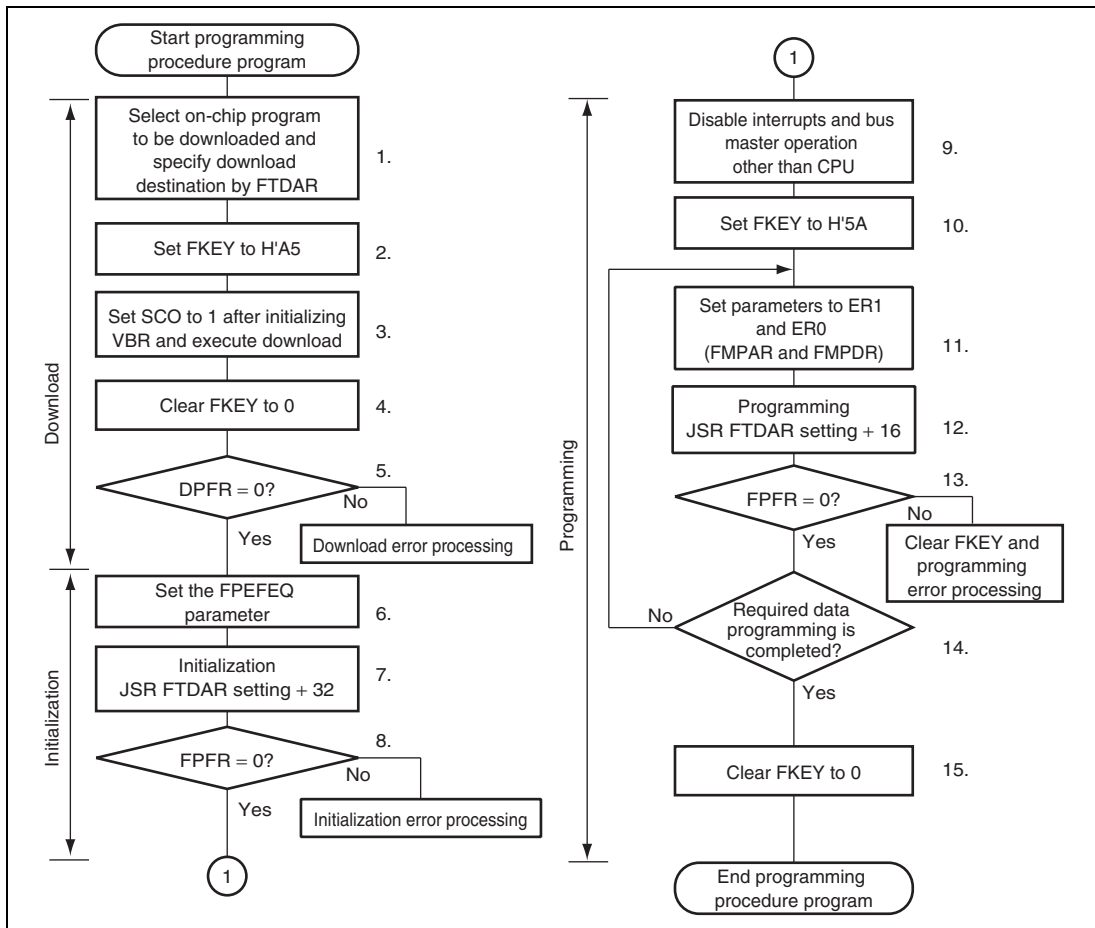 Start programming
procedure program
Select on-chip program
to be downloaded and
specify download
destination by FTDAR
1.
Set FKEY to H'A5
2.
Set SCO to 1 after initializing
VBR and execute download
3.
Clear FKEY to 0
4.
DPFR = 0?
5.
No
Yes
Download error processing
Download
Set the FPEFEQ
parameter
6.
Initialization
JSR FTDAR setting + 32
7.
FPFR = 0?
8.
No
Yes
Initialization error processing
Initialization
1
1
Disable interrupts and bus
master operation
other than CPU
9.
Set FKEY to H'5A
10.
Set parameters to ER1
and ER0
(FMPAR and FMPDR)
11.
Programming
JSR FTDAR setting + 16
12.
FPFR = 0?
13.
No
Yes
Clear FKEY and
programming
error processing
Programming
Required data
programming is
completed?
14.
No
Yes
Clear FKEY to 0
15.
End programming
procedure program